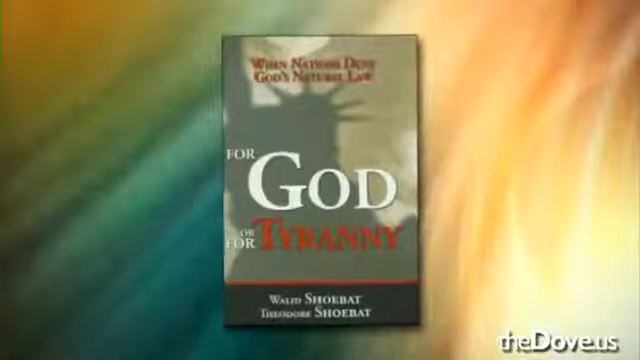 WHEN NATIONS DENY
GOD'S NATURAL LAW
FOR
GOD
OR
FOR TYRANNY
WALID SHOEBAT
THEODORE SHOEBAT
theDove.us